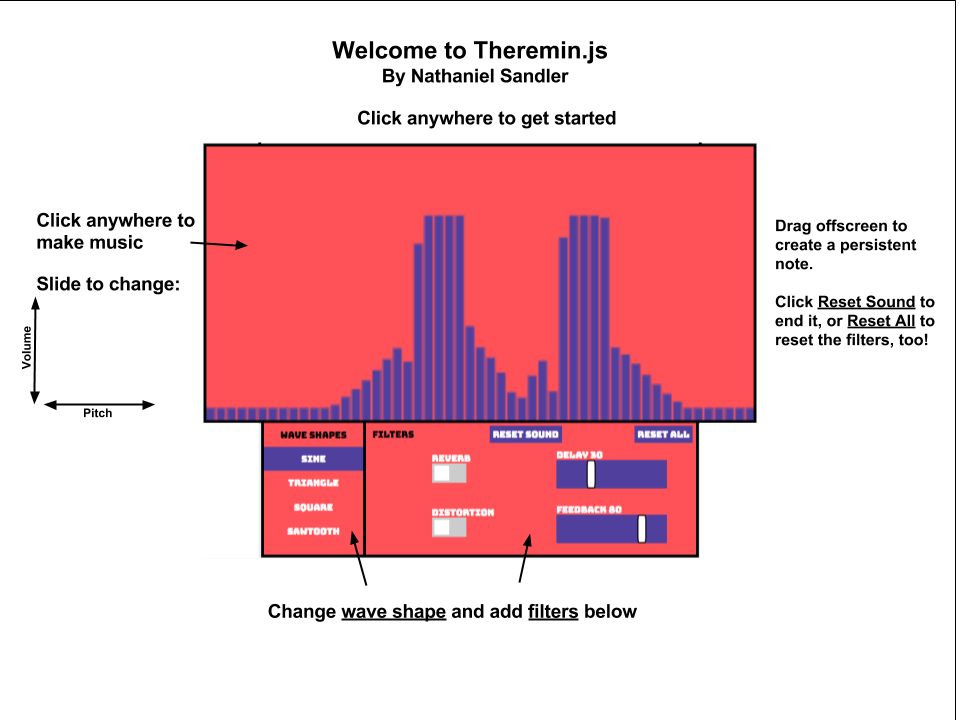 Welcome to Theremin.js
By Nathaniel Sandler
Click anywhere to get started
Click anywhere to
make music
Slide to change:
Volume
Pitch
Drag offscreen to
create a persistent
note.
Click Reset Sound to
end it, or Reset All to
reset the filters, too!
WAVE SHAPES
SINE
TRIANGLE
SQUARE
SAWTOOTH
FILTERS
RESET SOUND
RESET ALL
REVERB
DELAY 30
DISTORTION
FEEDBACK 80
Change wave shape and add filters below